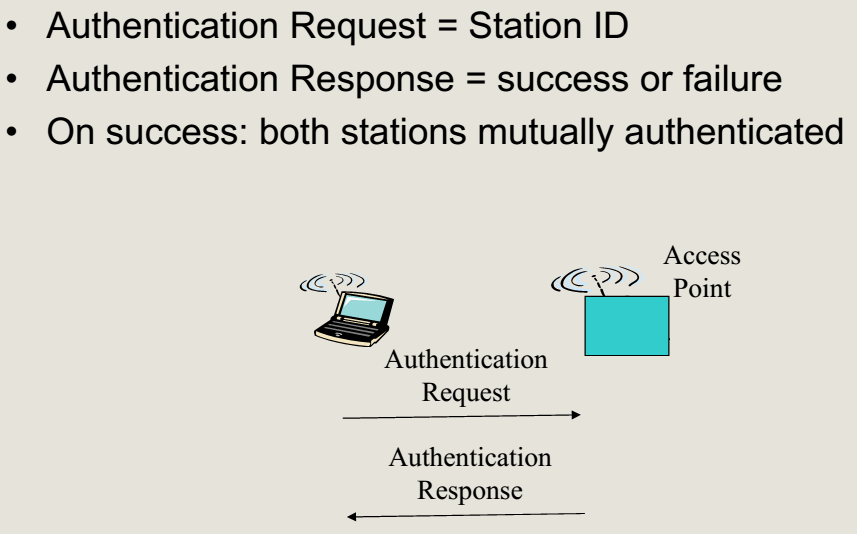 • Authentication Request = Station ID
• Authentication Response = success or failure
• On success: both stations mutually authenticated
Access
Point
Authentication
Request
Authentication
Response